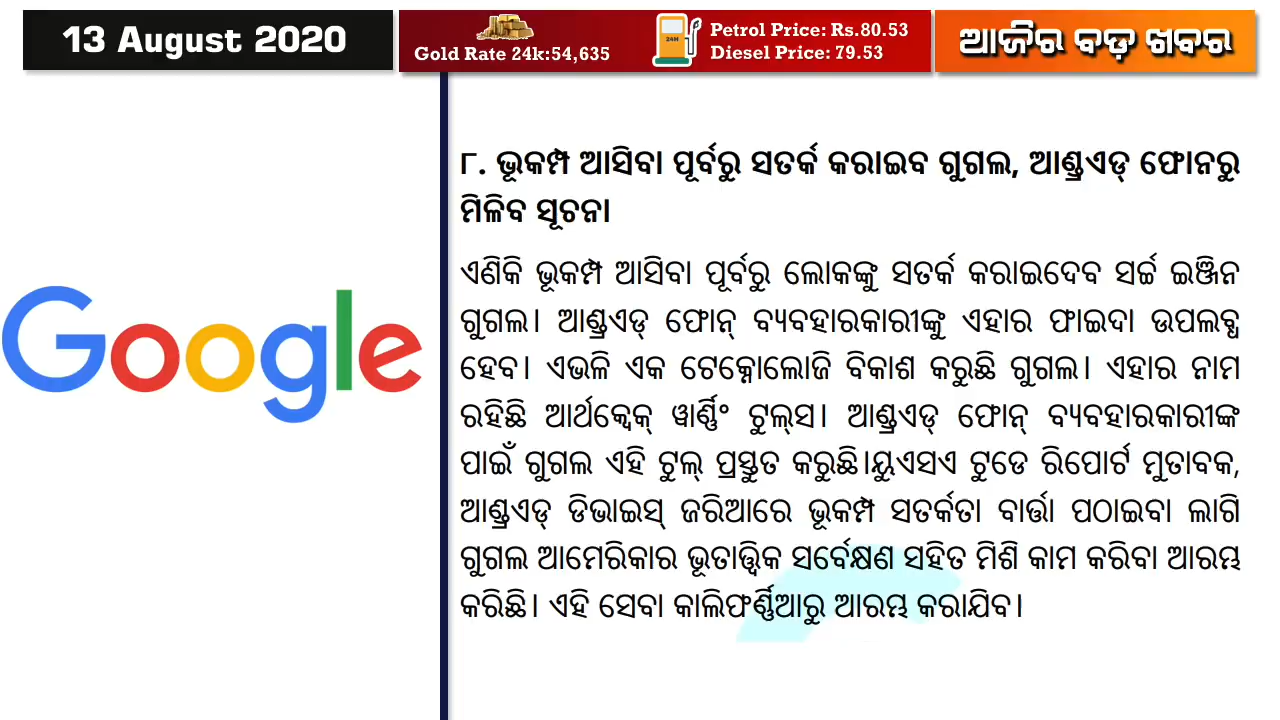 13 August 2020
Gold Rate 24k:54,635
24H
Petrol Price: Rs.80.53
Diesel Price: 79.53
ଆଜିର ବଡ଼ ଖବର
Google
୮. ଭୂକମ୍ପ ଆସିବା ପୂର୍ବରୁ ସତର୍କ କରାଇବ ଗୁଗଲ, ଆଣ୍ଡ୍ରଏଡ୍ ଫୋନରୁ
ମିଳିବ ସୂଚନା
ଏଣିକି ଭୂକମ୍ପ ଆସିବା ପୂର୍ବରୁ ଲୋକଙ୍କୁ ସତର୍କ କରାଇଦେବ ସର୍ଚ୍ଚ ଇଞ୍ଜିନ
ଗୁଗଲ। ଆଣ୍ଡ୍ରଏଡ୍ ଫୋନ୍ ବ୍ୟବହାରକାରୀଙ୍କୁ ଏହାର ଫାଇଦା ଉପଲବ୍ଧ
ହେବ। ଏଭଳି ଏକ ଟେକ୍ନୋଲୋଜି ବିକାଶ କରୁଛି ଗୁଗଲ। ଏହାର ନାମ
ରହିଛି ଆର୍ଥକ୍ୱେକ୍ ୱାର୍ଣ୍ଣିଂ ଟୁଲ୍‌ସ। ଆଣ୍ଡ୍ରଏଡ୍ ଫୋନ୍ ବ୍ୟବହାରକାରୀଙ୍କ
ପାଇଁ ଗୁଗଲ ଏହି ଟୁଲ୍ ପ୍ରସ୍ତୁତ କରୁଛି।ୟୁଏସଏ ଟୁଡେ ରିପୋର୍ଟ ମୁତାବକ,
ଆଣ୍ଡ୍ରଏଡ୍ ଡିଭାଇସ୍ ଜରିଆରେ ଭୂକମ୍ପ ସତର୍କତା ବାର୍ତ୍ତା ପଠାଇବା ଲାଗି
ଗୁଗଲ ଆମେରିକାର ଭୂତାତ୍ତ୍ୱିକ ସର୍ବେକ୍ଷଣ ସହିତ ମିଶି କାମ କରିବା ଆରମ୍ଭ
କରିଛି। ଏହି ସେବା କାଲିଫର୍ଣ୍ଣିଆରୁ ଆରମ୍ଭ କରାଯିବ।